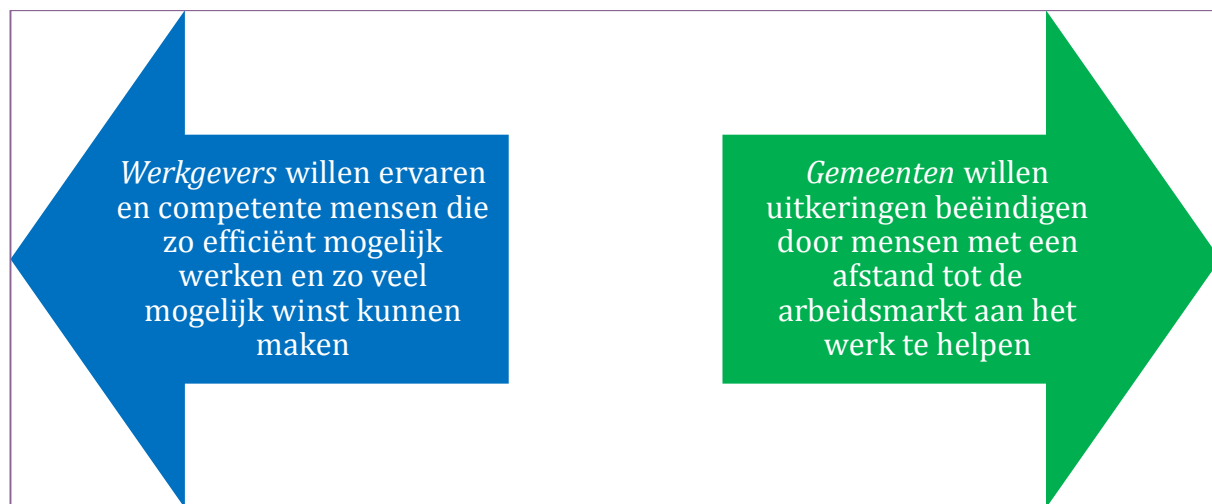 Werkgevers willen ervaren
en competente mensen die
zo efficiënt mogelijk
werken en zo veel
mogelijk winst kunnen
maken
Gemeenten willen
uitkeringen beëindigen
door mensen met een
afstand tot de
arbeidsmarkt aan het
werk te helpen